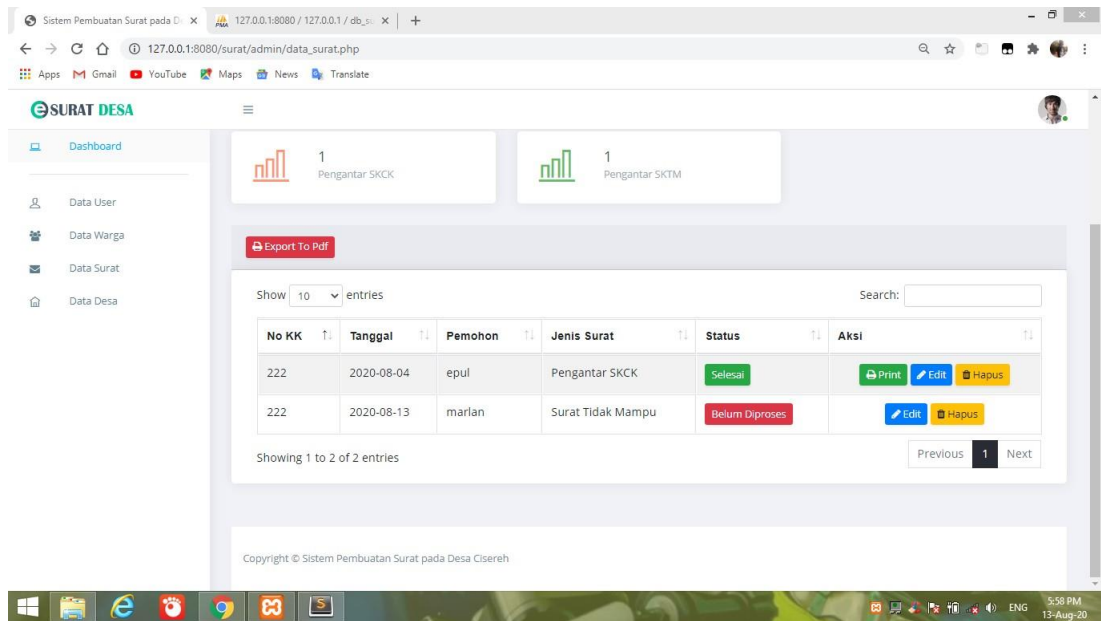 Sistem Pembuatan Surat pada D
127.0.0.1:8080 / 127.0.0.1 / db_su
127.0.0.1:8080/surat/admin/data_surat.php
Apps Gmail YouTube Maps News Translate
SURAT DESA
Dashboard
Data User
Data Warga
Data Surat
Data Desa
1
Pengantar SKCK
1
Pengantar SKTM
Export To Pdf
Show 10 entries Search:
No KK Tanggal Pemohon Jenis Surat Status Aksi
222 2020-08-04 epul Pengantar SKCK Selesai Print Edit Hapus
222 2020-08-13 marlan Surat Tidak Mampu Belum Diproses Edit Hapus
Showing 1 to 2 of 2 entries Previous 1 Next
Copyright © Sistem Pembuatan Surat pada Desa Cisereh
ENG 5:58 PM
13-Aug-20